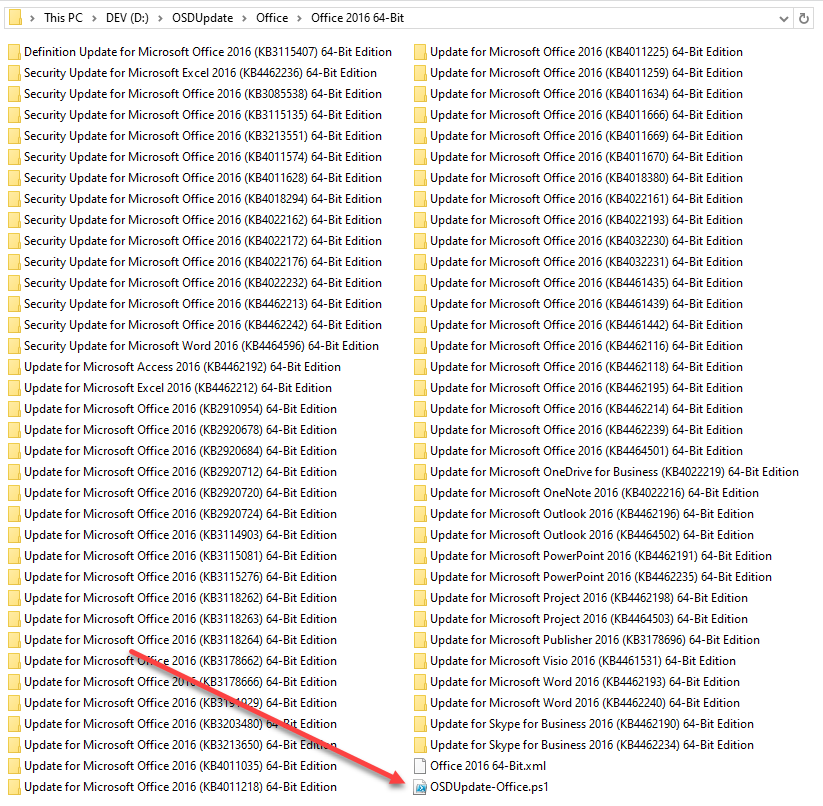 This PC > DEV (D:) > OSDUpdate > Office > Office 2016 64-Bit
Definition Update for Microsoft Office 2016 (KB3115407) 64-Bit Edition
Security Update for Microsoft Excel 2016 (KB4462236) 64-Bit Edition
Security Update for Microsoft Office 2016 (KB3085538) 64-Bit Edition
Security Update for Microsoft Office 2016 (KB3115135) 64-Bit Edition
Security Update for Microsoft Office 2016 (KB3213551) 64-Bit Edition
Security Update for Microsoft Office 2016 (KB4011574) 64-Bit Edition
Security Update for Microsoft Office 2016 (KB4011628) 64-Bit Edition
Security Update for Microsoft Office 2016 (KB4018294) 64-Bit Edition
Security Update for Microsoft Office 2016 (KB4022162) 64-Bit Edition
Security Update for Microsoft Office 2016 (KB4022172) 64-Bit Edition
Security Update for Microsoft Office 2016 (KB4022176) 64-Bit Edition
Security Update for Microsoft Office 2016 (KB4022232) 64-Bit Edition
Security Update for Microsoft Office 2016 (KB4462213) 64-Bit Edition
Security Update for Microsoft Office 2016 (KB4462242) 64-Bit Edition
Security Update for Microsoft Word 2016 (KB4464596) 64-Bit Edition
Update for Microsoft Access 2016 (KB4462192) 64-Bit Edition
Update for Microsoft Excel 2016 (KB4462212) 64-Bit Edition
Update for Microsoft Office 2016 (KB2910954) 64-Bit Edition
Update for Microsoft Office 2016 (KB2920678) 64-Bit Edition
Update for Microsoft Office 2016 (KB2920684) 64-Bit Edition
Update for Microsoft Office 2016 (KB2920712) 64-Bit Edition
Update for Microsoft Office 2016 (KB2920720) 64-Bit Edition
Update for Microsoft Office 2016 (KB2920724) 64-Bit Edition
Update for Microsoft Office 2016 (KB3114903) 64-Bit Edition
Update for Microsoft Office 2016 (KB3115081) 64-Bit Edition
Update for Microsoft Office 2016 (KB3115276) 64-Bit Edition
Update for Microsoft Office 2016 (KB3118262) 64-Bit Edition
Update for Microsoft Office 2016 (KB3118263) 64-Bit Edition
Update for Microsoft Office 2016 (KB3118264) 64-Bit Edition
Update for Microsoft Office 2016 (KB3178662) 64-Bit Edition
Update for Microsoft Office 2016 (KB3178666) 64-Bit Edition
Update for Microsoft Office 2016 64-Bit Edition
Update for Microsoft Office 2016 (KB3203480) 64-Bit Edition
Update for Microsoft Office 2016 (KB3213650) 64-Bit Edition
Update for Microsoft Office 2016 (KB4011035) 64-Bit Edition
Update for Microsoft Office 2016 (KB4011218) 64-Bit Edition
Update for Microsoft Office 2016 (KB4011225) 64-Bit Edition
Update for Microsoft Office 2016 (KB4011259) 64-Bit Edition
Update for Microsoft Office 2016 (KB4011634) 64-Bit Edition
Update for Microsoft Office 2016 (KB4011666) 64-Bit Edition
Update for Microsoft Office 2016 (KB4011669) 64-Bit Edition
Update for Microsoft Office 2016 (KB4011670) 64-Bit Edition
Update for Microsoft Office 2016 (KB4018380) 64-Bit Edition
Update for Microsoft Office 2016 (KB4022161) 64-Bit Edition
Update for Microsoft Office 2016 (KB4022193) 64-Bit Edition
Update for Microsoft Office 2016 (KB4032230) 64-Bit Edition
Update for Microsoft Office 2016 (KB4032231) 64-Bit Edition
Update for Microsoft Office 2016 (KB4461435) 64-Bit Edition
Update for Microsoft Office 2016 (KB4461439) 64-Bit Edition
Update for Microsoft Office 2016 (KB4461442) 64-Bit Edition
Update for Microsoft Office 2016 (KB4462116) 64-Bit Edition
Update for Microsoft Office 2016 (KB4462118) 64-Bit Edition
Update for Microsoft Office 2016 (KB4462195) 64-Bit Edition
Update for Microsoft Office 2016 (KB4462214) 64-Bit Edition
Update for Microsoft Office 2016 (KB4462239) 64-Bit Edition
Update for Microsoft Office 2016 (KB4464501) 64-Bit Edition
Update for Microsoft OneDrive for Business (KB4022219) 64-Bit Edition
Update for Microsoft OneNote 2016 (KB4022216) 64-Bit Edition
Update for Microsoft Outlook 2016 (KB4462196) 64-Bit Edition
Update for Microsoft Outlook 2016 (KB4464502) 64-Bit Edition
Update for Microsoft PowerPoint 2016 (KB4462191) 64-Bit Edition
Update for Microsoft PowerPoint 2016 (KB4462235) 64-Bit Edition
Update for Microsoft Project 2016 (KB4462198) 64-Bit Edition
Update for Microsoft Project 2016 (KB4464503) 64-Bit Edition
Update for Microsoft Publisher 2016 (KB3178696) 64-Bit Edition
Update for Microsoft Visio 2016 (KB4461531) 64-Bit Edition
Update for Microsoft Word 2016 (KB4462193) 64-Bit Edition
Update for Microsoft Word 2016 (KB4462240) 64-Bit Edition
Update for Skype for Business 2016 (KB4462190) 64-Bit Edition
Update for Skype for Business 2016 (KB4462234) 64-Bit Edition
Office 2016 64-Bit.xml
OSDUpdate-Office.ps1